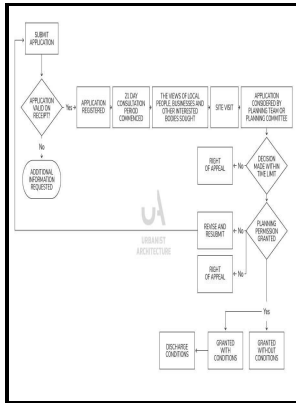 SUBMIT
APPLICATION
APPLICATION
VALID ON
RECEIPT?
Yes
No
ADDITIONAL
INFORMATION
REQUESTED
APPLICATION
REGISTERED
21 DAY
CONSULTATION
PERIOD
COMMENCED
THE VIEWS OF LOCAL
PEOPLE, BUSINESSES AND
OTHER INTERESTED
BODIES SOUGHT
SITE VISIT
APPLICATION
CONSIDERED BY
PLANNING TEAM OR
PLANNING COMMITTEE
DECISION
MADE WITHIN
TIME LIMIT
No
RIGHT
OF APPEAL
PLANNING
PERMISSION
GRANTED
No
REVISE AND
RESUBMIT
No
RIGHT
OF APPEAL
Yes
GRANTED
WITH
CONDITIONS
GRANTED
WITHOUT
CONDITIONS
DISCHARGE
CONDITIONS
URBANIST
ARCHITECTURE